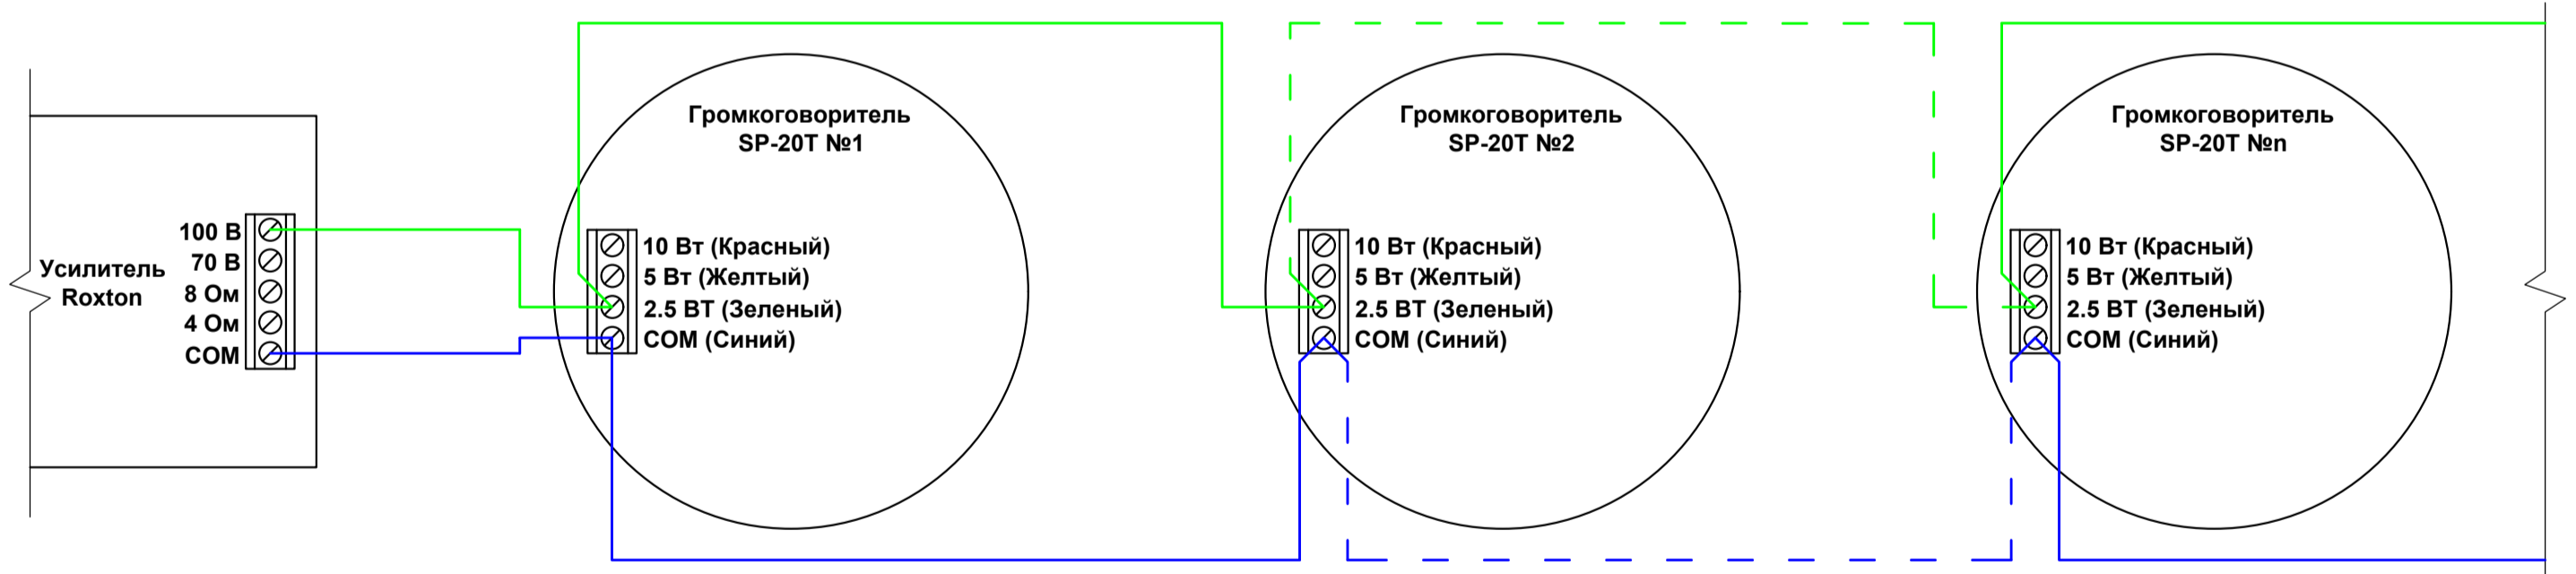 Усилитель
Roxton
100 В
70 В
8 Ом
4 Ом
COM
Громкоговоритель
SP-20T №1
10 Вт (Красный)
5 Вт (Желтый)
2.5 ВТ (Зеленый)
COM (Синий)
Громкоговоритель
SP-20T №2
10 Вт (Красный)
5 Вт (Желтый)
2.5 ВТ (Зеленый)
COM (Синий)
Громкоговоритель
SP-20T №n
10 Вт (Красный)
5 Вт (Желтый)
2.5 ВТ (Зеленый)
COM (Синий)